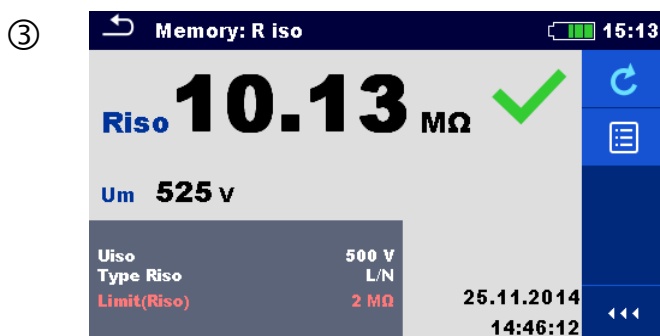 ③
Memory: R iso 15:13
Riso 10.13 MΩ
Um 525 V
Uiso 500 V
Type Riso L/N
Limit(Riso) 2 MΩ
25.11.2014
14:46:12